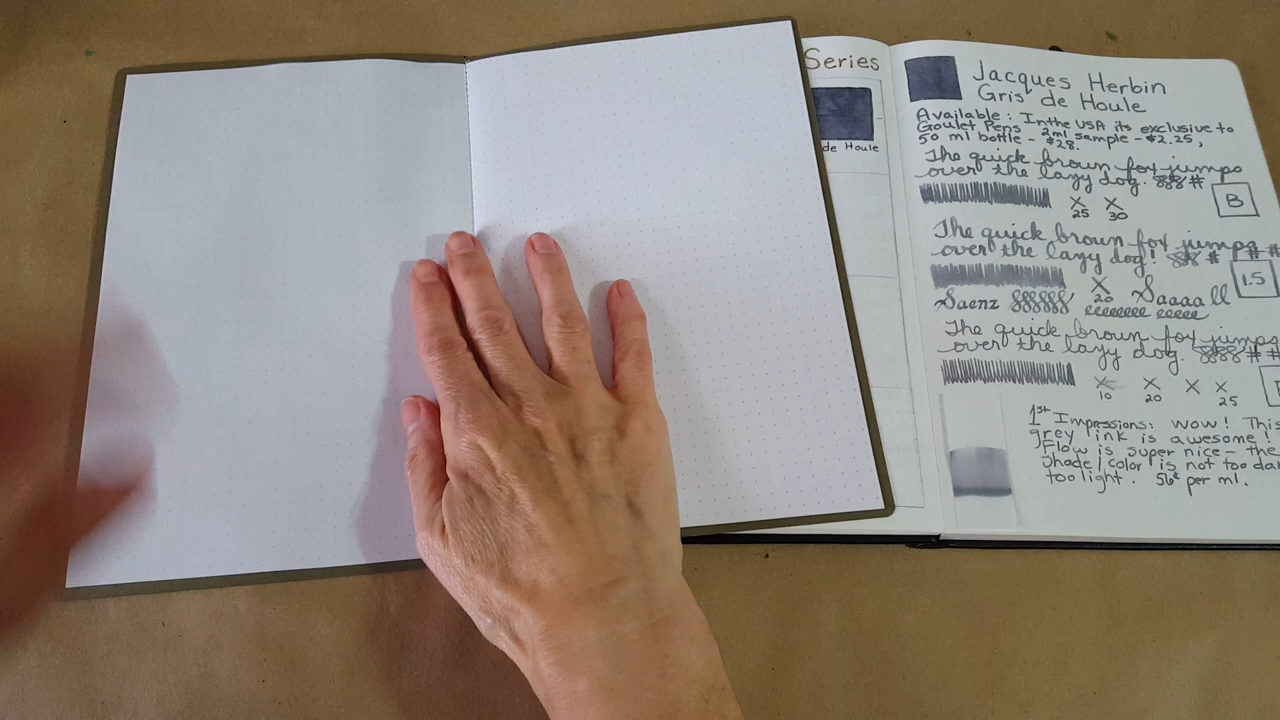 Series
de Houle
Jacques Herbin
Gris de Houle
Available: In the USA its exclusive to
Goulet Pens 2ml sample - $2.25,
50 ml bottle - $28.
The quick brown fox jumps
over the lazy dog. #
B
25 30
The quick brown fox jumps
over the lazy dog! # # #
1.5
20
Saenz Saaaall
eeeeeeee eeeee
The quick brown fox jumps
over the lazy dog. # #
10 20 25
1st Impressions: Wow! This
grey ink is awesome!
Flow is super nice - the
shade/color is not too
too light. 56¢ per ml.